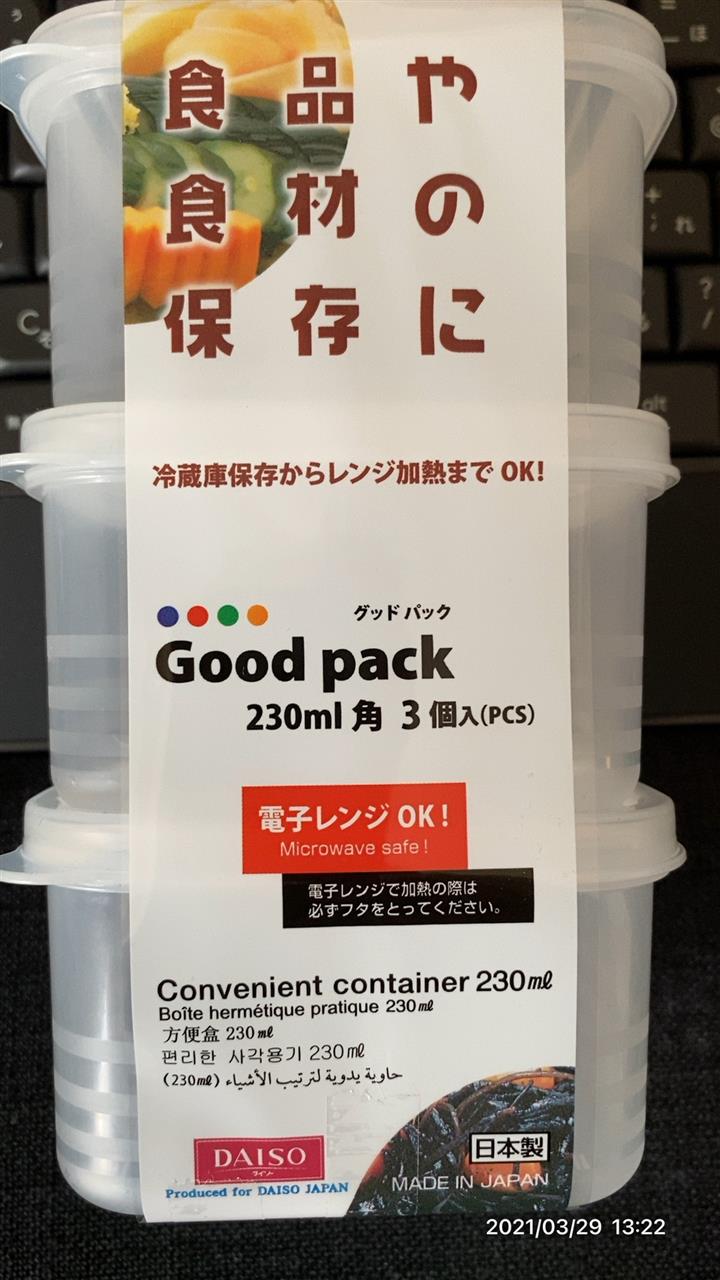 食品や
食材の
保存に
冷蔵庫保存からレンジ加熱まで OK!
グッド パック
Good pack
230ml 角 3個入(PCS)
電子レンジ OK!
Microwave safe!
電子レンジで加熱の際は
必ずフタをとってください。
Convenient container 230㎖
Boîte hermétique pratique 230㎖
方便盒 230㎖
편리한 사각용기 230㎖
حاوية يدوية لترتيب الأشياء (230㎖)
DAISO
ダイソー
Produced for DAISO JAPAN
日本製
MADE IN JAPAN
2021/03/29 13:22